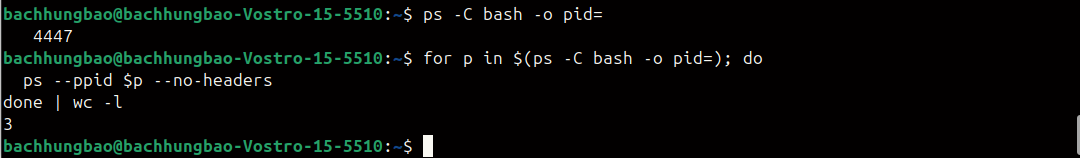 bachhungbao@bachhungbao-Vostro-15-5510:~$ ps -C bash -o pid=
   4447
bachhungbao@bachhungbao-Vostro-15-5510:~$ for p in $(ps -C bash -o pid=); do
  ps --ppid $p --no-headers
done | wc -l
3
bachhungbao@bachhungbao-Vostro-15-5510:~$